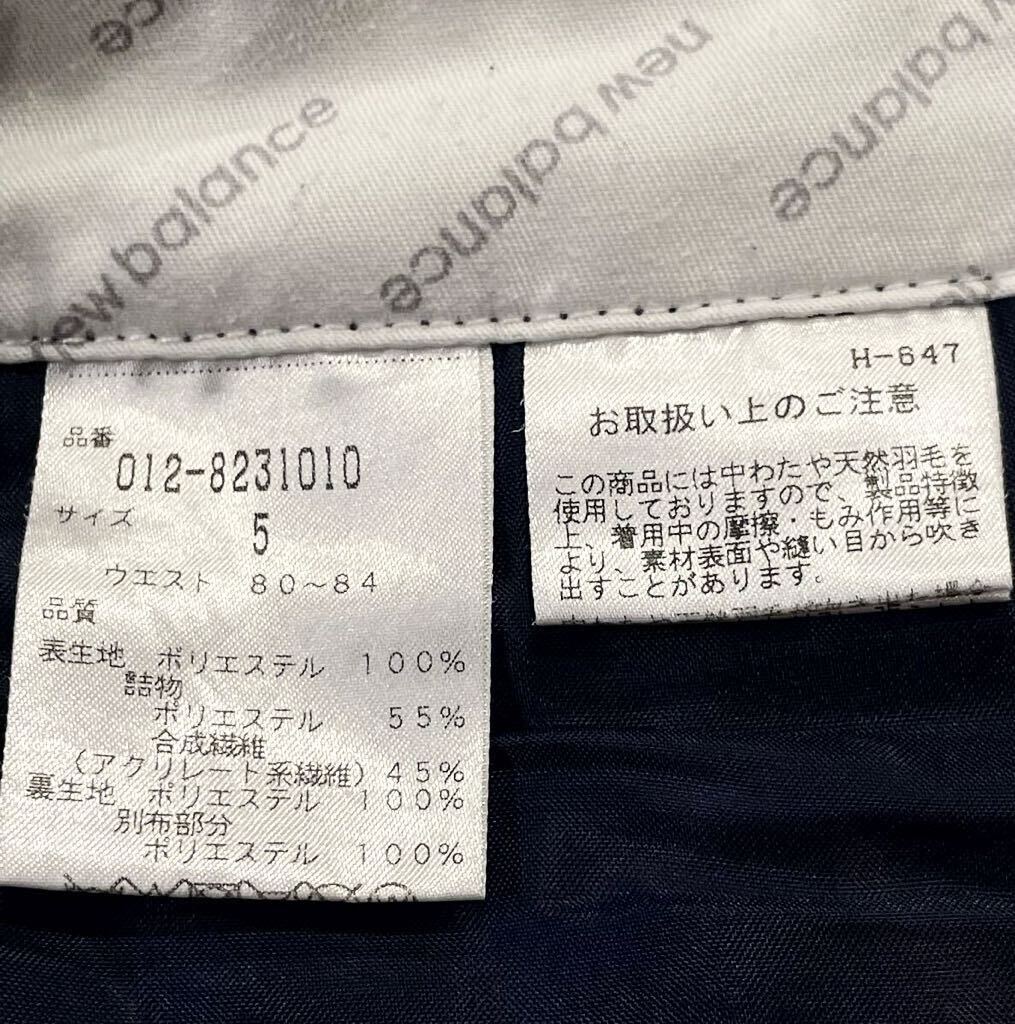 new balance
new balance
new balance
品番
012-8231010
サイズ
5
ウエスト 80~84
品質
表生地 ポリエステル 100%
詰物
ポリエステル 55%
合成繊維
(アクリレート系繊維) 45%
裏生地 ポリエステル 100%
別布部分
ポリエステル 100%
H-647
お取扱い上のご注意
この商品には中わたや天然羽毛を
使用しておりますので、製品特徴
上、着用中の摩擦・もみ作用等に
より、素材表面や縫い目から吹き
出すことがあります。